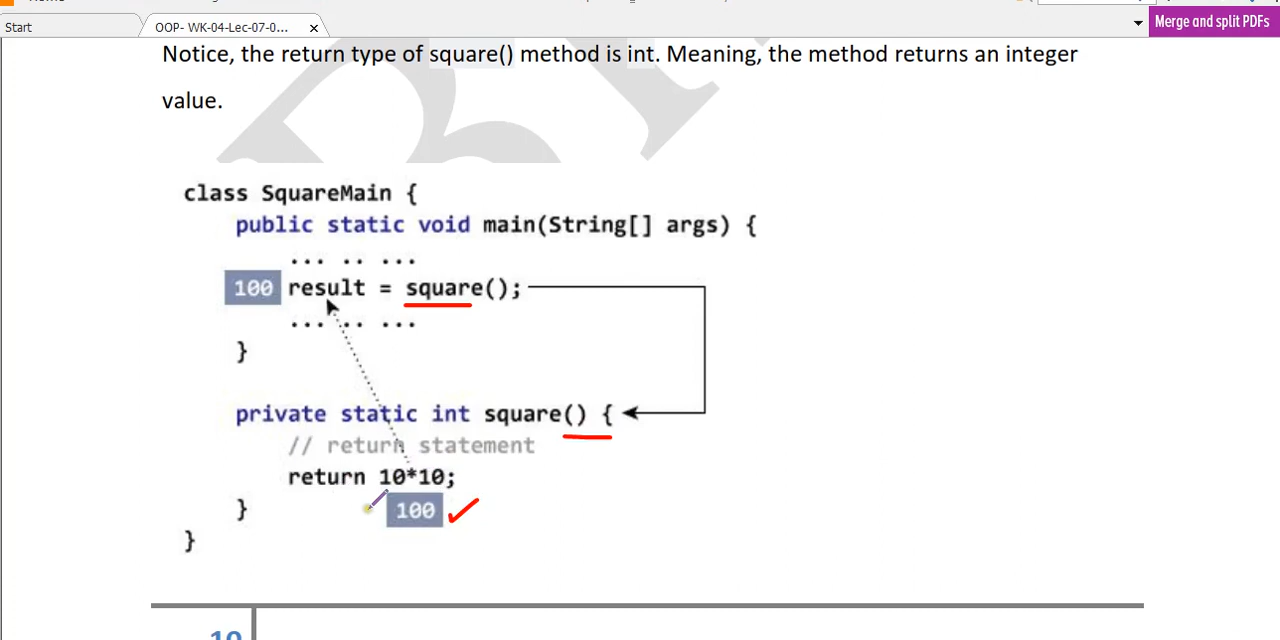 Start
OOP- WK-04-Lec-07-0... ×
Merge and split PDFs
Notice, the return type of square() method is int. Meaning, the method returns an integer
value.
class SquareMain {
public static void main(String[] args) {
... .. ...
100 result = square();
... .. ...
}
private static int square() {
// return statement
return 10*10;
} 100
}
10